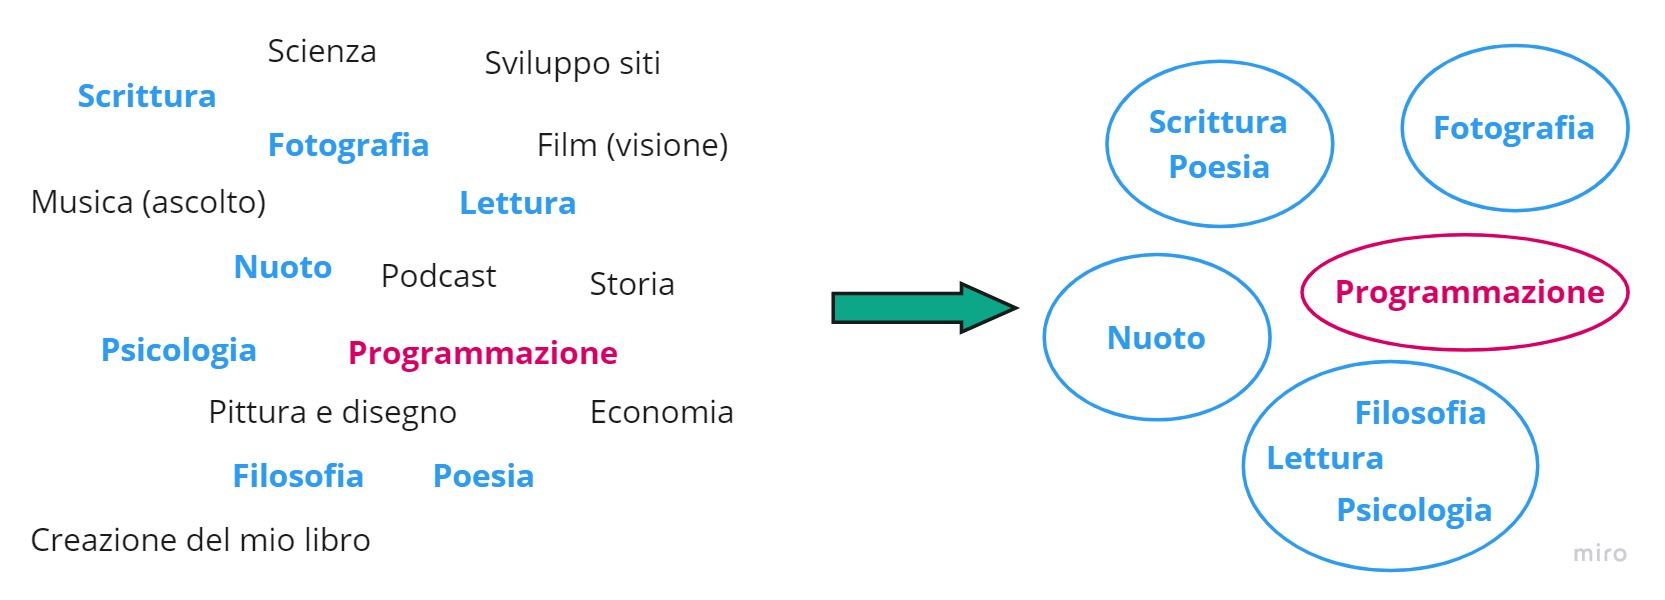 Scienza
Sviluppo siti
Scrittura
Fotografia
Film (visione)
Musica (ascolto)
Lettura
Nuoto
Podcast
Storia
Psicologia
Programmazione
Pittura e disegno
Economia
Filosofia
Poesia
Creazione del mio libro
Scrittura
Poesia
Fotografia
Programmazione
Nuoto
Filosofia
Lettura
Psicologia
miro